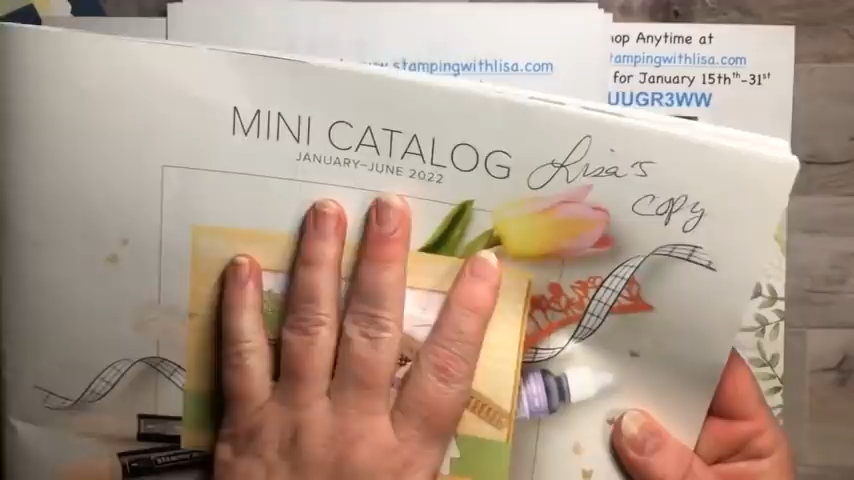 www.stampingwithlisa.com
hop Anytime at
tampingwithlisa.com
for January 15th-31st
UUGR3WW
MINI CATALOG
JANUARY–JUNE 2022
Lisa's
copy